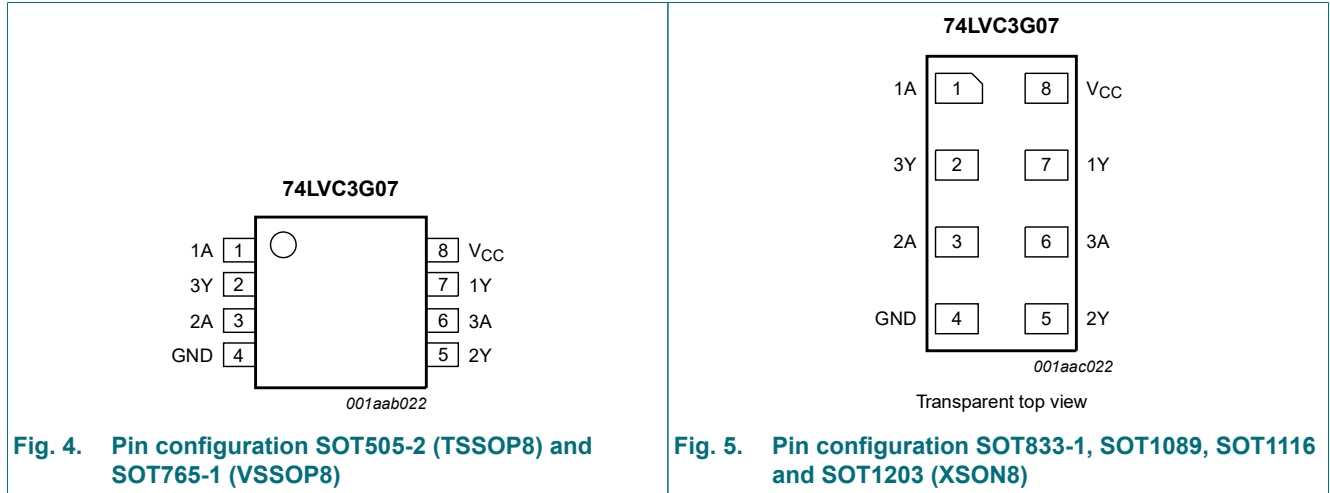 74LVC3G07
1A 1 8 VCC
3Y 2 7 1Y
2A 3 6 3A
GND 4 5 2Y
001aab022
Fig. 4. Pin configuration SOT505-2 (TSSOP8) and
SOT765-1 (VSSOP8)
74LVC3G07
1A 1 8 VCC
3Y 2 7 1Y
2A 3 6 3A
GND 4 5 2Y
001aac022
Transparent top view
Fig. 5. Pin configuration SOT833-1, SOT1089, SOT1116
and SOT1203 (XSON8)